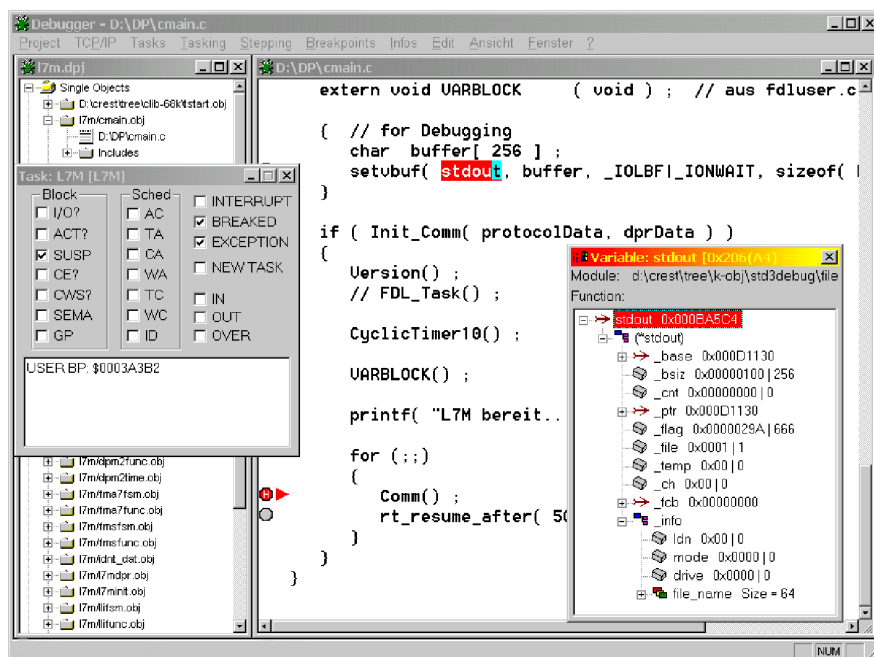 Debugger - D:\DP\cmain.c
Project TCP/IP Tasks Tasking Stepping Breakpoints Infos Edit Ansicht Fenster ?
l7m.dpj
Single Objects
D:\crest\tree\clib-68k\tstart.obj
l7m/cmain.obj
D:\DP\cmain.c
Includes
Task: L7M [L7M]
Block
I/O?
ACT?
SUSP
CE?
CWS?
SEMA
GP
Sched
AC
TA
CA
WA
TC
WC
ID
INTERRUPT
BREAKED
EXCEPTION
NEW TASK
IN
OUT
OVER
USER BP: $0003A3B2
l7m/dpm2func.obj
l7m/dpm2time.obj
l7m/fma7fsm.obj
l7m/fma7func.obj
l7m/fmsfsm.obj
l7m/fmsfunc.obj
l7m/idnt_dat.obj
l7m/l7mdpr.obj
l7m/l7minit.obj
l7m/llifsm.obj
l7m/llifunc.obj
D:\DP\cmain.c
extern void VARBLOCK ( void ) ; // aus fdluser.c
{ // for Debugging
char buffer[ 256 ] ;
setvbuf( stdout, buffer, _IOLBF|_IONWAIT, sizeof(
}
if ( Init_Comm( protocolData, dprData ) )
{
Version() ;
// FDL_Task() ;
CyclicTimer10() ;
VARBLOCK() ;
printf( "L7M bereit..
for (;;)
{
H
Comm() ;
rt_resume_after( 50
}
}
}
Variable: stdout [0x206(A4)
Module: d:\crest\tree\k-obj\std3debug\file
Function:
stdout 0x000BA5C4
(*stdout)
_base 0x000D1130
_bsiz 0x00000100 | 256
_cnt 0x00000000 | 0
_ptr 0x000D1130
_flag 0x0000029A | 666
_file 0x0001 | 1
_temp 0x00 | 0
_ch 0x00 | 0
_fcb 0x00000000
_info
ldn 0x00 | 0
mode 0x0000 | 0
drive 0x0000 | 0
file_name Size = 64
NUM